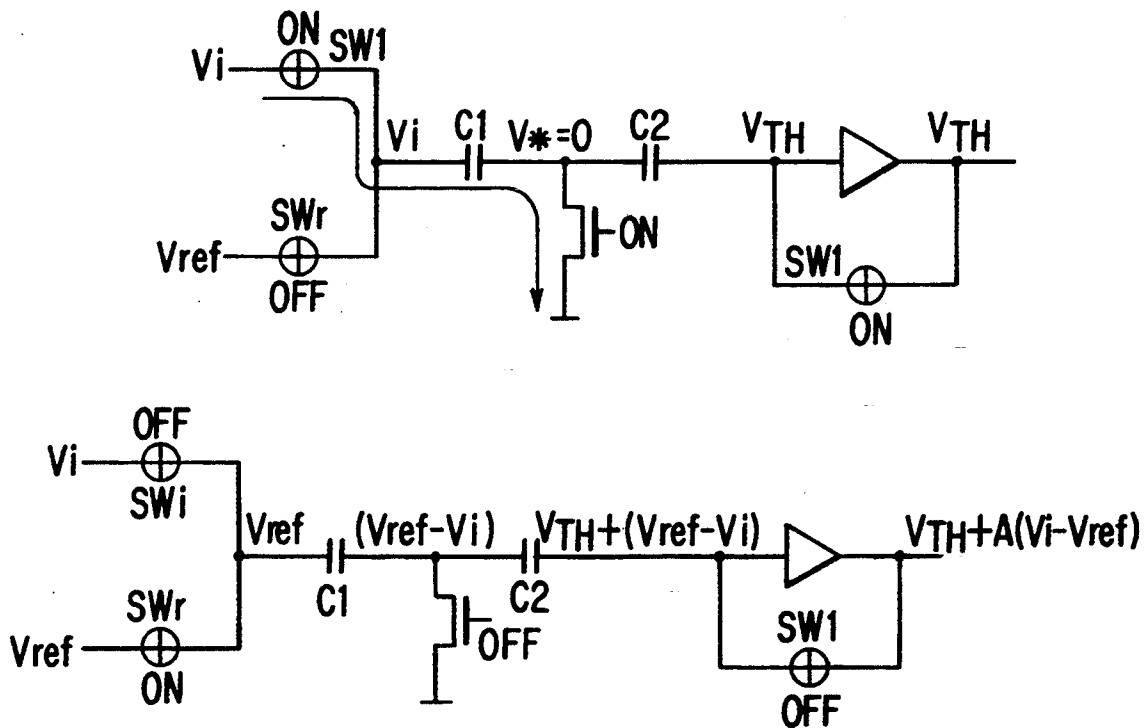 ON
SW1
Vi
Vi
C1
V*=0
C2
VTH
VTH
SWr
Vref
OFF
ON
SW1
ON
OFF
Vi
SWi
Vref
(Vref-Vi)
VTH+(Vref-Vi)
VTH+A(Vi-Vref)
C1
C2
SWr
OFF
SW1
Vref
ON
OFF